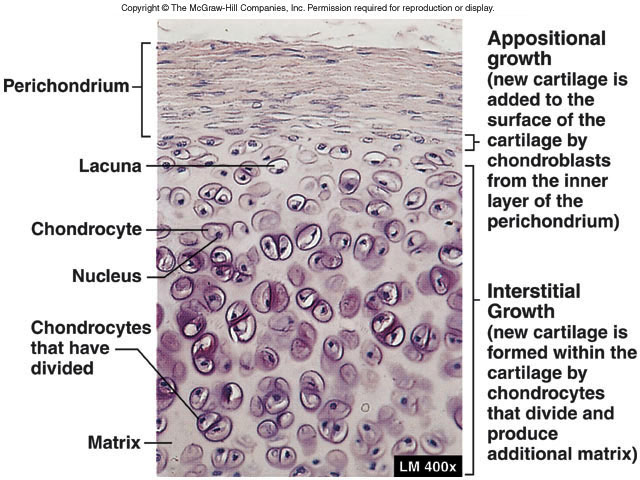 Copyright © The McGraw-Hill Companies, Inc. Permission required for reproduction or display.
Perichondrium
Lacuna
Chondrocyte
Nucleus
Chondrocytes
that have
divided
Matrix
LM 400x
Appositional
growth
(new cartilage is
added to the
surface of the
cartilage by
chondroblasts
from the inner
layer of the
perichondrium)
Interstitial
Growth
(new cartilage is
formed within the
cartilage by
chondrocytes
that divide and
produce
additional matrix)